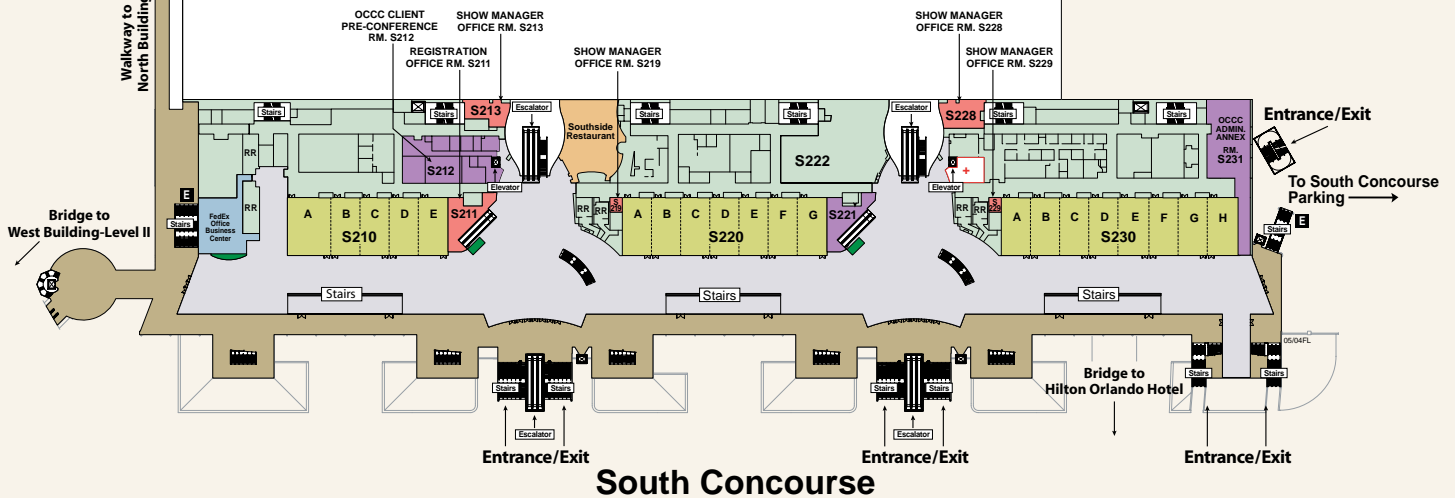 Walkway to
North Building
OCCC CLIENT
PRE-CONFERENCE
RM. S212
SHOW MANAGER
OFFICE RM. S213
REGISTRATION
OFFICE RM. S211
SHOW MANAGER
OFFICE RM. S219
SHOW MANAGER
OFFICE RM. S228
SHOW MANAGER
OFFICE RM. S229
Stairs
Stairs
S213
Escalator
Southside
Restaurant
Stairs
Stairs
Escalator
S228
Stairs
Stairs
OCCC
ADMIN.
ANNEX
RM.
S231
Entrance/Exit
RR
S212
S222
Elevator
Elevator
To South Concourse
Parking
E
Stairs
FedEx
Office
Business
Center
RR
A B C D E
S210
S211
RR
RR
S
219
A B C D E F G
S220
S221
RR
RR
S
229
A B C D E F G H
S230
E
Stairs
Bridge to
West Building-Level II
Stairs
Stairs
Stairs
05/04FL
Stairs
Stairs
Stairs
Stairs
Bridge to
Hilton Orlando Hotel
Stairs
Stairs
Escalator
Escalator
Entrance/Exit
Entrance/Exit
Entrance/Exit
South Concourse